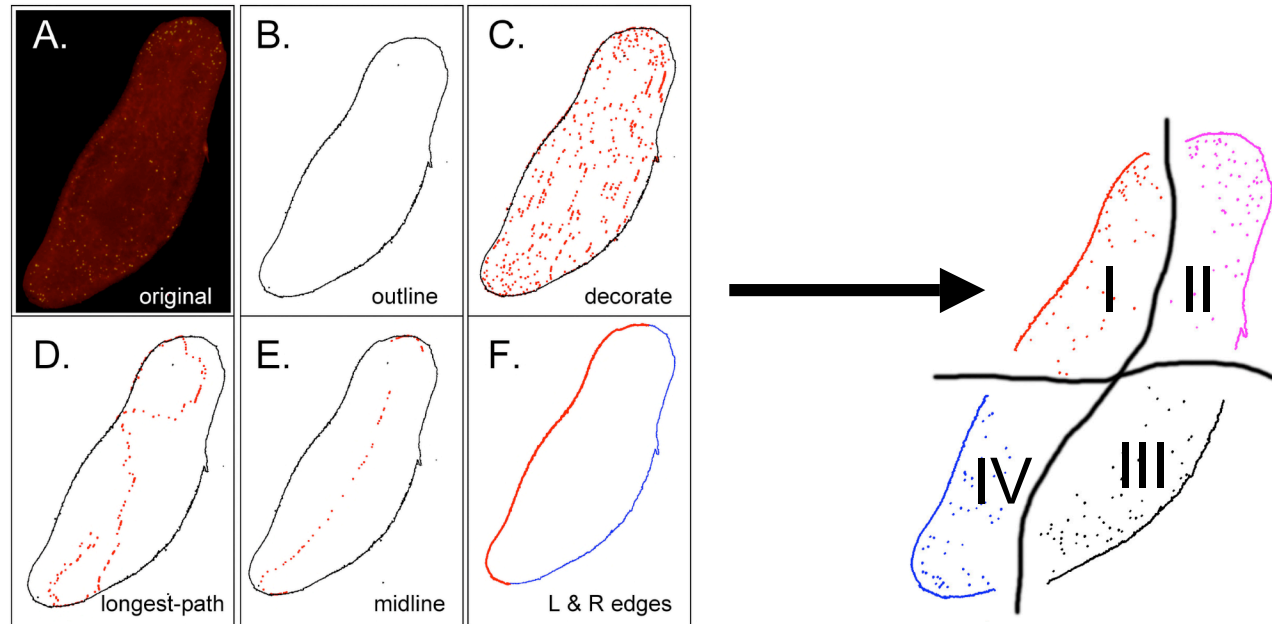 A.
original
B.
outline
C.
decorate
D.
longest-path
E.
midline
F.
L & R edges
I
II
III
IV